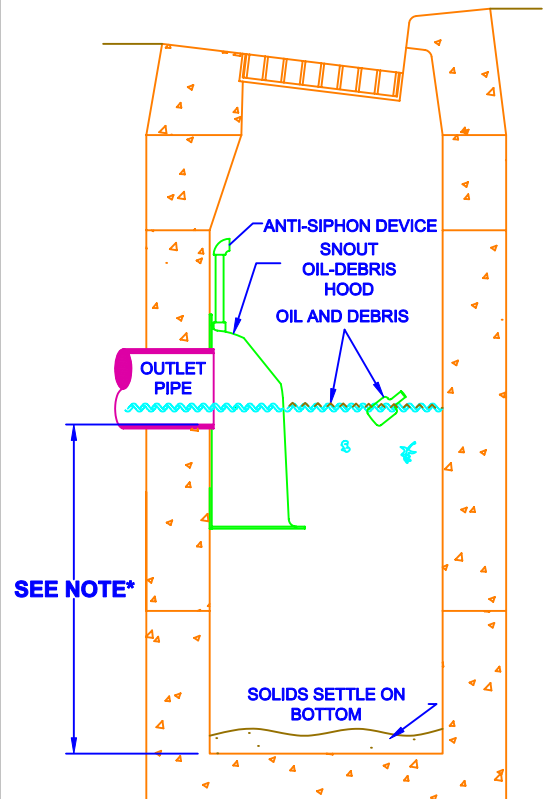 ANTI-SIPHON DEVICE
SNOUT
OIL-DEBRIS
HOOD
OIL AND DEBRIS
OUTLET
PIPE
SEE NOTE*
SOLIDS SETTLE ON
BOTTOM